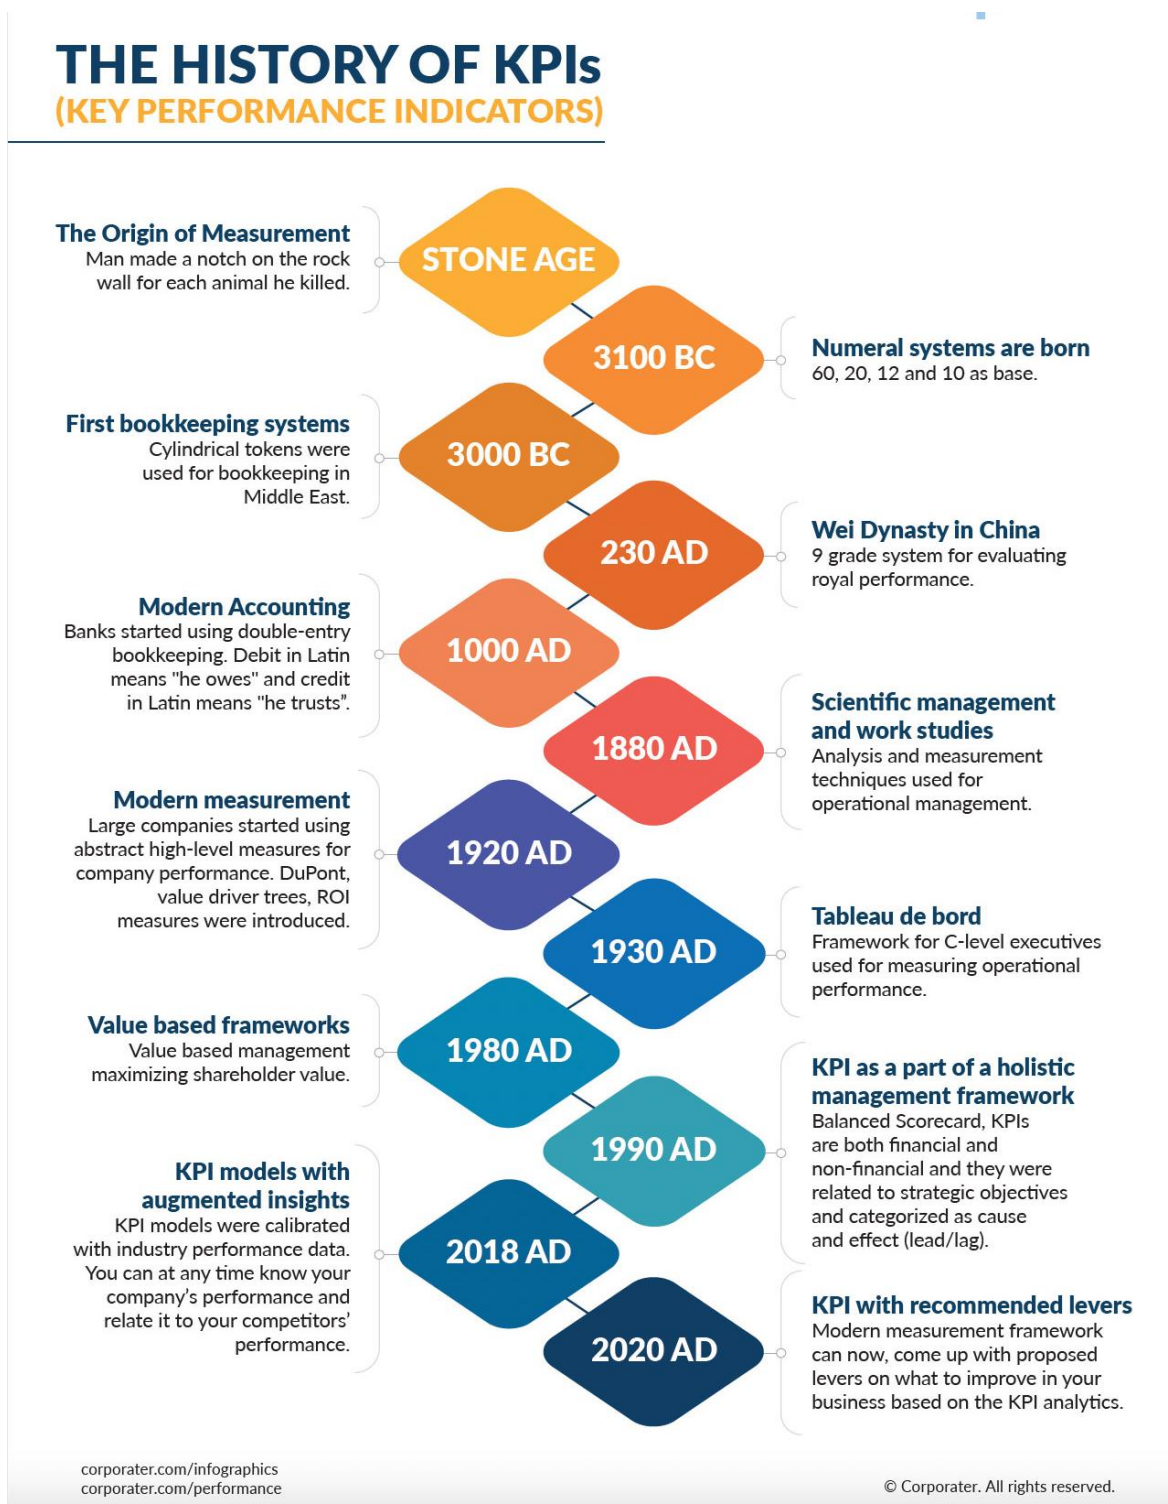 THE HISTORY OF KPIs
(KEY PERFORMANCE INDICATORS)
STONE AGE
The Origin of Measurement
Man made a notch on the rock
wall for each animal he killed.
3100 BC
Numeral systems are born
60, 20, 12 and 10 as base.
3000 BC
First bookkeeping systems
Cylindrical tokens were
used for bookkeeping in
Middle East.
230 AD
Wei Dynasty in China
9 grade system for evaluating
royal performance.
1000 AD
Modern Accounting
Banks started using double-entry
bookkeeping. Debit in Latin
means "he owes" and credit
in Latin means "he trusts”.
1880 AD
Scientific management
and work studies
Analysis and measurement
techniques used for
operational management.
1920 AD
Modern measurement
Large companies started using
abstract high-level measures for
company performance. DuPont,
value driver trees, ROI
measures were introduced.
1930 AD
Tableau de bord
Framework for C-level executives
used for measuring operational
performance.
1980 AD
Value based frameworks
Value based management
maximizing shareholder value.
1990 AD
KPI as a part of a holistic
management framework
Balanced Scorecard, KPIs
are both financial and
non-financial and they were
related to strategic objectives
and categorized as cause
and effect (lead/lag).
2018 AD
KPI models with
augmented insights
KPI models were calibrated
with industry performance data.
You can at any time know your
company’s performance and
relate it to your competitors’
performance.
2020 AD
KPI with recommended levers
Modern measurement framework
can now, come up with proposed
levers on what to improve in your
business based on the KPI analytics.
corporater.com/infographics
corporater.com/performance
© Corporater. All rights reserved.